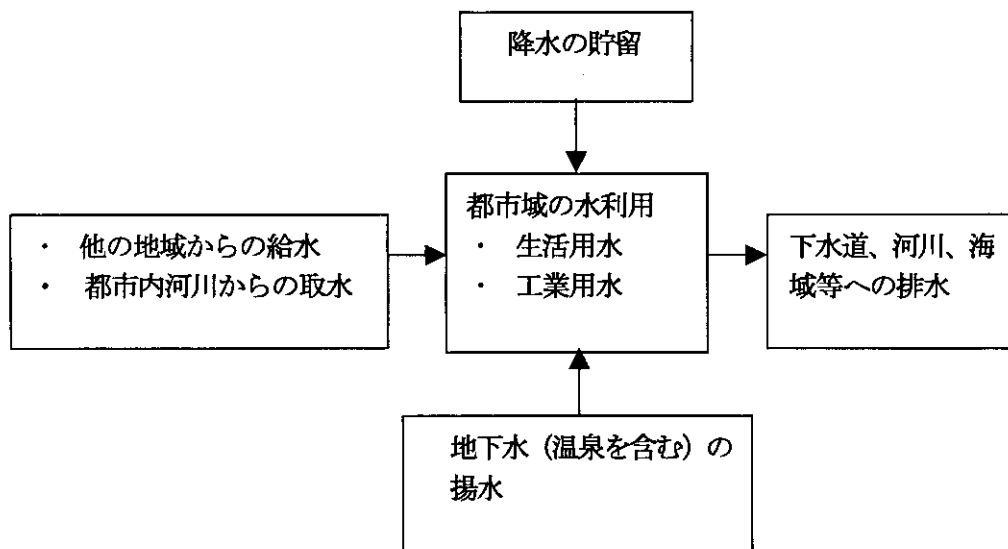 降水の貯留
・ 他の地域からの給水
・ 都市内河川からの取水
都市域の水利用
・ 生活用水
・ 工業用水
下水道、河川、海
域等への排水
地下水（温泉を含む）の
揚水